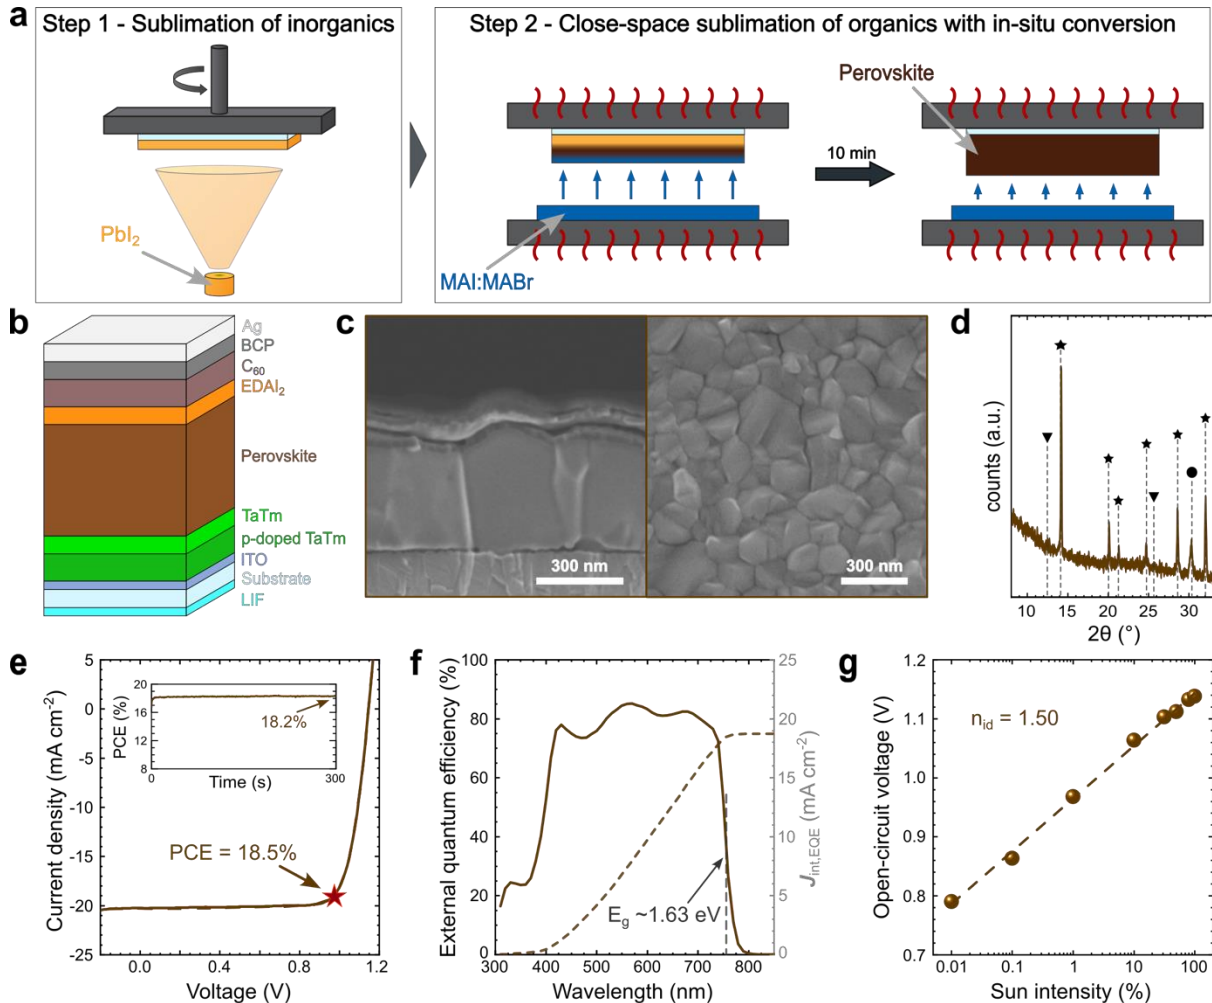 a
Step 1 - Sublimation of inorganics
PbI₂
Step 2 - Close-space sublimation of organics with in-situ conversion
Perovskite
10 min
MAI:MABr
b
Ag
BCP
C₆₀
EDAI₂
Perovskite
TaTm
p-doped TaTm
ITO
Substrate
LIF
c
300 nm
300 nm
d
counts (a.u.)
10 15 20 25 30
2θ (°)
e
Current density (mA cm⁻²)
5
0
-5
-10
-15
-20
-25
PCE (%)
20
16
12
8
18.2%
0 300
Time (s)
PCE = 18.5%
0.0 0.4 0.8 1.2
Voltage (V)
f
External quantum efficiency (%)
100
80
60
40
20
0
25
20
15
10
5
0
J_int,EQE (mA cm⁻²)
E_g ~1.63 eV
300 400 500 600 700 800
Wavelength (nm)
g
Open-circuit voltage (V)
1.2
1.1
1.0
0.9
0.8
0.7
n_id = 1.50
0.01 0.1 1 10 100
Sun intensity (%)